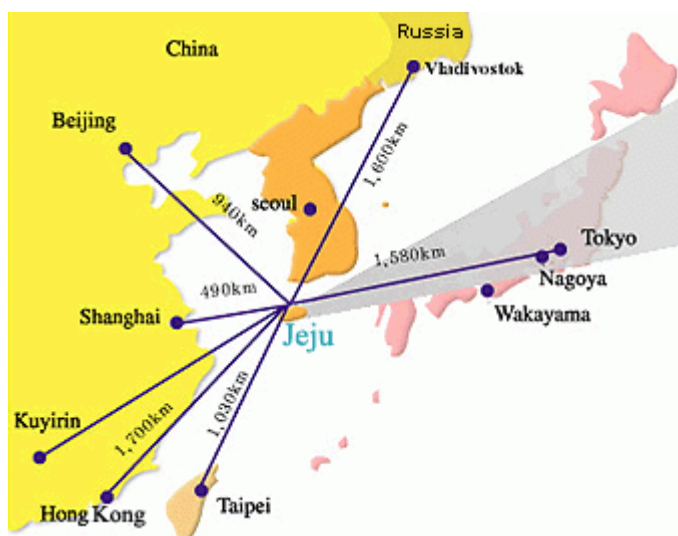 Russia
China
Vladivostok
Beijing
1,600km
940km
seoul
Tokyo
1,580km
Nagoya
490km
Shanghai
Wakayama
Jeju
1,030km
Kuyirin
1,700km
Hong Kong
Taipei